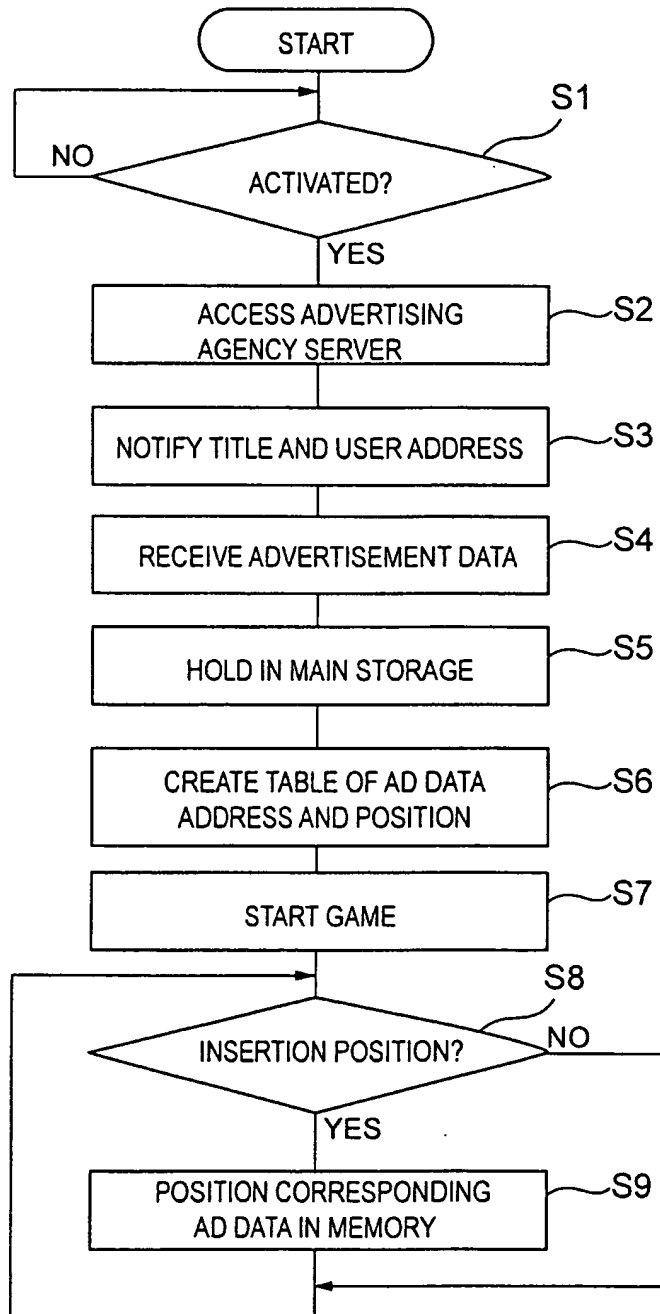 START
S1
NO
ACTIVATED?
YES
ACCESS ADVERTISING
AGENCY SERVER
S2
NOTIFY TITLE AND USER ADDRESS
S3
RECEIVE ADVERTISEMENT DATA
S4
HOLD IN MAIN STORAGE
S5
CREATE TABLE OF AD DATA
ADDRESS AND POSITION
S6
START GAME
S7
S8
INSERTION POSITION?
NO
YES
POSITION CORRESPONDING
AD DATA IN MEMORY
S9